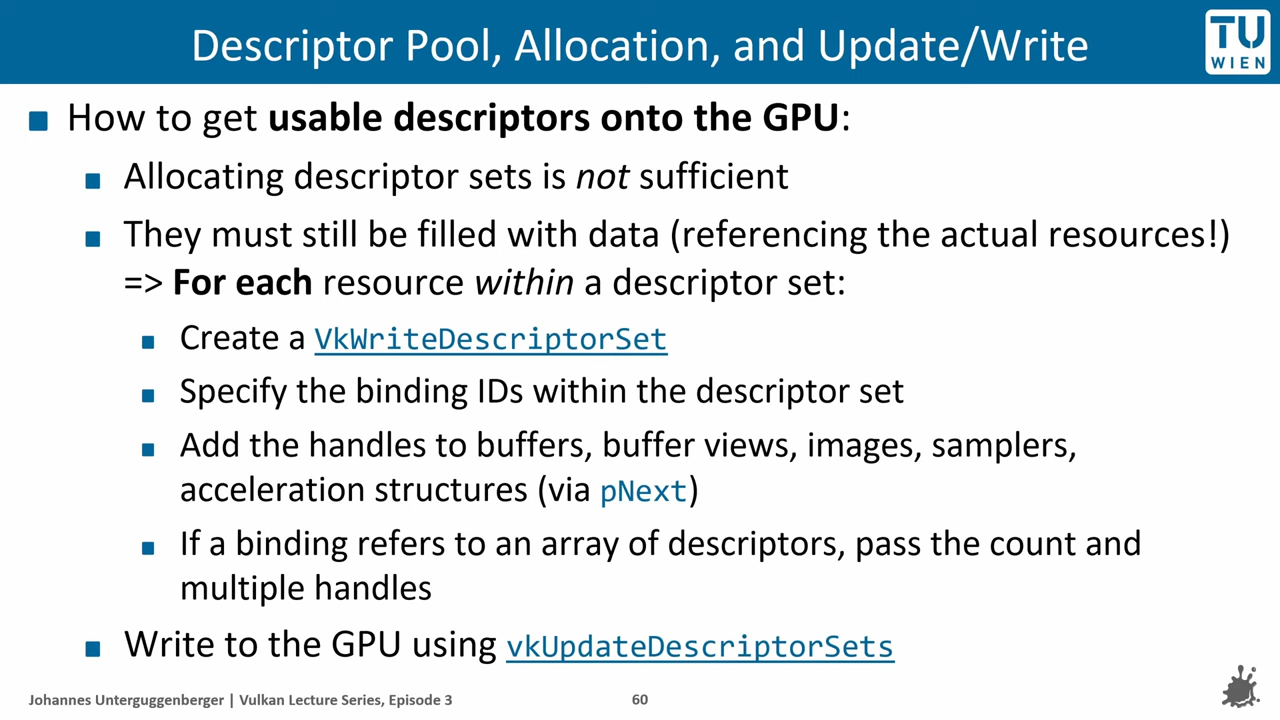 Descriptor Pool, Allocation, and Update/Write
TU
WIEN
How to get usable descriptors onto the GPU:
Allocating descriptor sets is not sufficient
They must still be filled with data (referencing the actual resources!)
=> For each resource within a descriptor set:
Create a VkWriteDescriptorSet
Specify the binding IDs within the descriptor set
Add the handles to buffers, buffer views, images, samplers,
acceleration structures (via pNext)
If a binding refers to an array of descriptors, pass the count and
multiple handles
Write to the GPU using vkUpdateDescriptorSets
Johannes Unterguggenberger | Vulkan Lecture Series, Episode 3
60